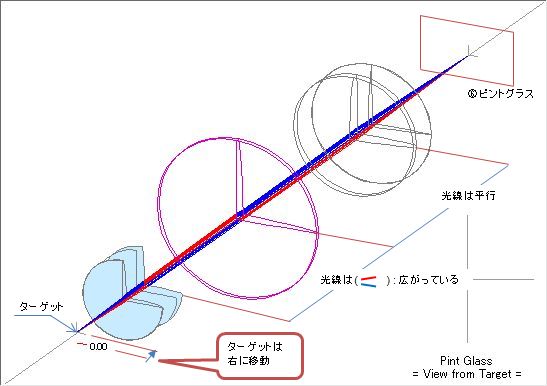 ©ピントグラス
光線は平行
光線は( ):広がっている
ターゲット
0.00
ターゲットは
右に移動
Pint Glass
= View from Target =